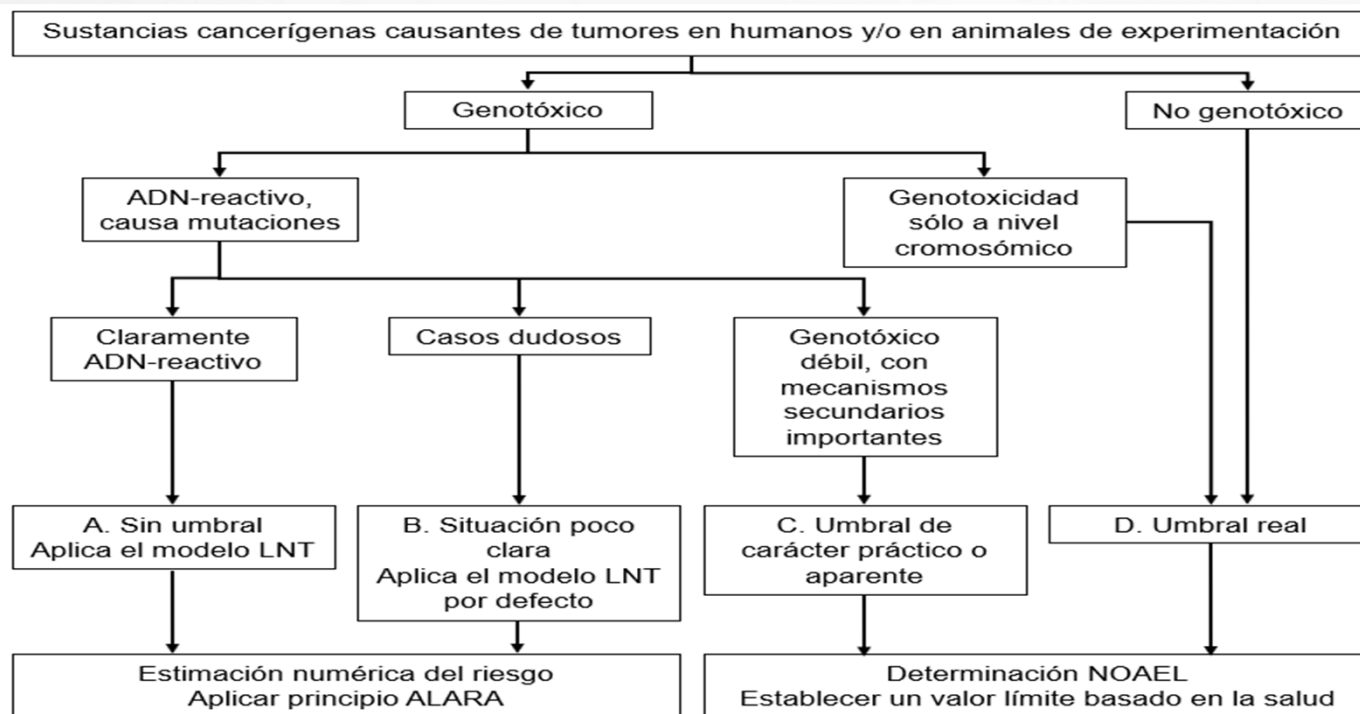 Sustancias cancerígenas causantes de tumores en humanos y/o en animales de experimentación
Genotóxico
No genotóxico
ADN-reactivo,
causa mutaciones
Genotoxicidad
sólo a nivel
cromosómico
Claramente
ADN-reactivo
Casos dudosos
Genotóxico
débil, con
mecanismos
secundarios
importantes
A. Sin umbral
Aplica el modelo LNT
B. Situación poco
clara
Aplica el modelo LNT
por defecto
C. Umbral de
carácter práctico o
aparente
D. Umbral real
Estimación numérica del riesgo
Aplicar principio ALARA
Determinación NOAEL
Establecer un valor límite basado en la salud